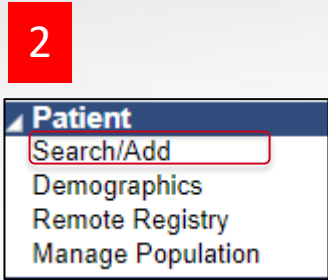 2
Patient
Search/Add
Demographics
Remote Registry
Manage Population